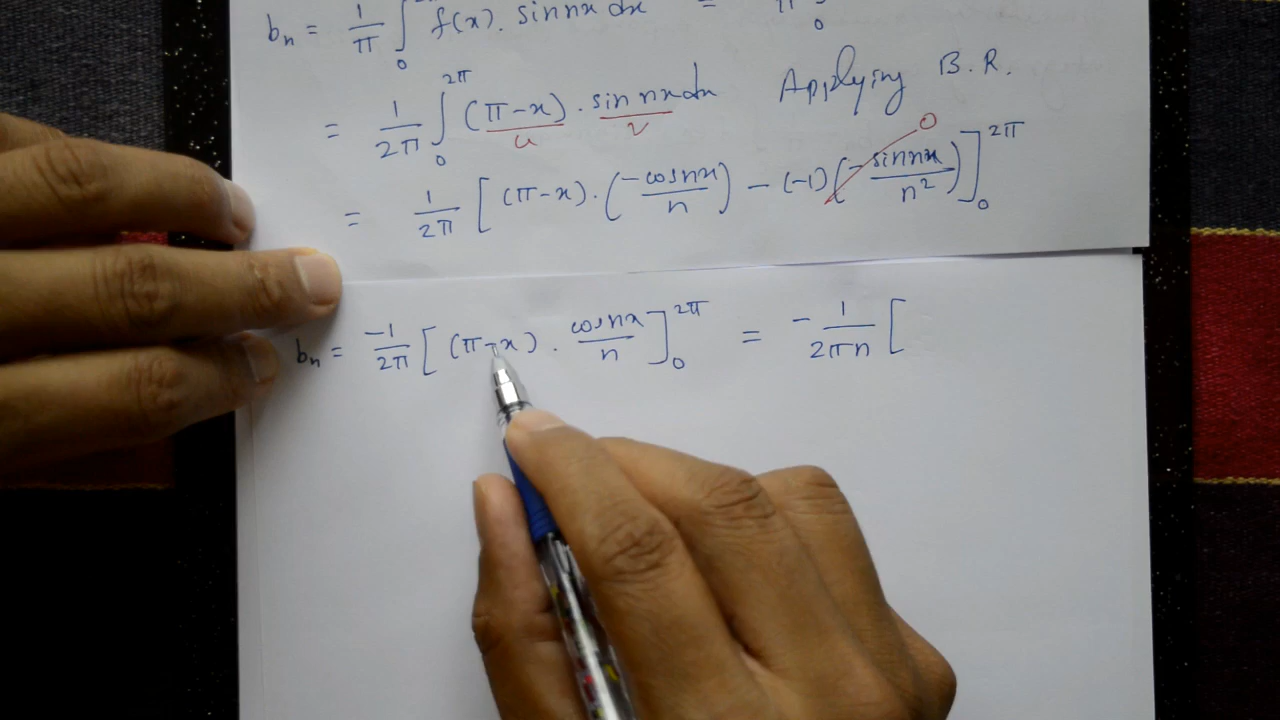 bₙ = 1/π ∫₀ f(x). sin nx dx = π 0
= 1/2π ∫₀^2π (π-x) . sin nx dx Applying B.R.
u v 0
= 1/2π [ (π-x) . (-cos nx/n) - (-1) (-sin nx/n²) ]₀^2π
bₙ = -1/2π [ (π-x) . cos nx/n ]₀^2π = - 1/2πn [